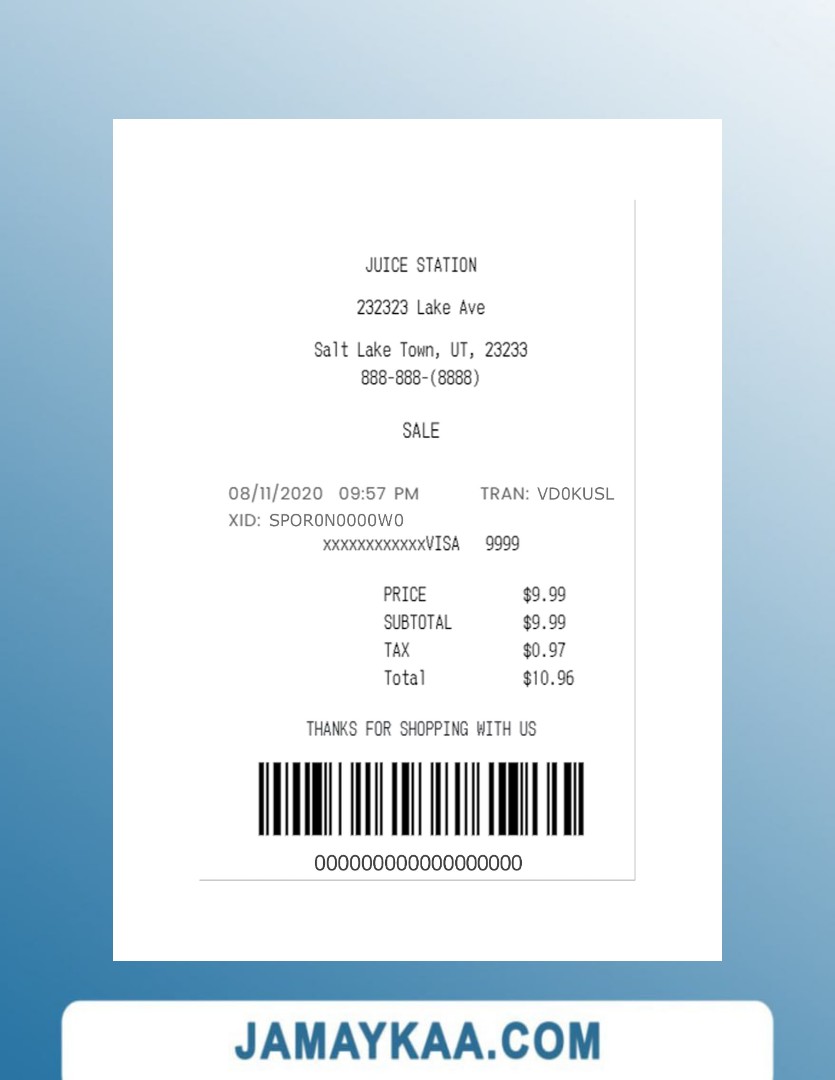 JUICE STATION
232323 Lake Ave
Salt Lake Town, UT, 23233
888-888-(8888)
SALE
08/11/2020 09:57 PM TRAN: VD0KUSL
XID: SPOR0N0000W0
xxxxxxxxxxxxVISA 9999
PRICE $9.99
SUBTOTAL $9.99
TAX $0.97
Total $10.96
THANKS FOR SHOPPING WITH US
000000000000000000
JAMAYKAA.COM